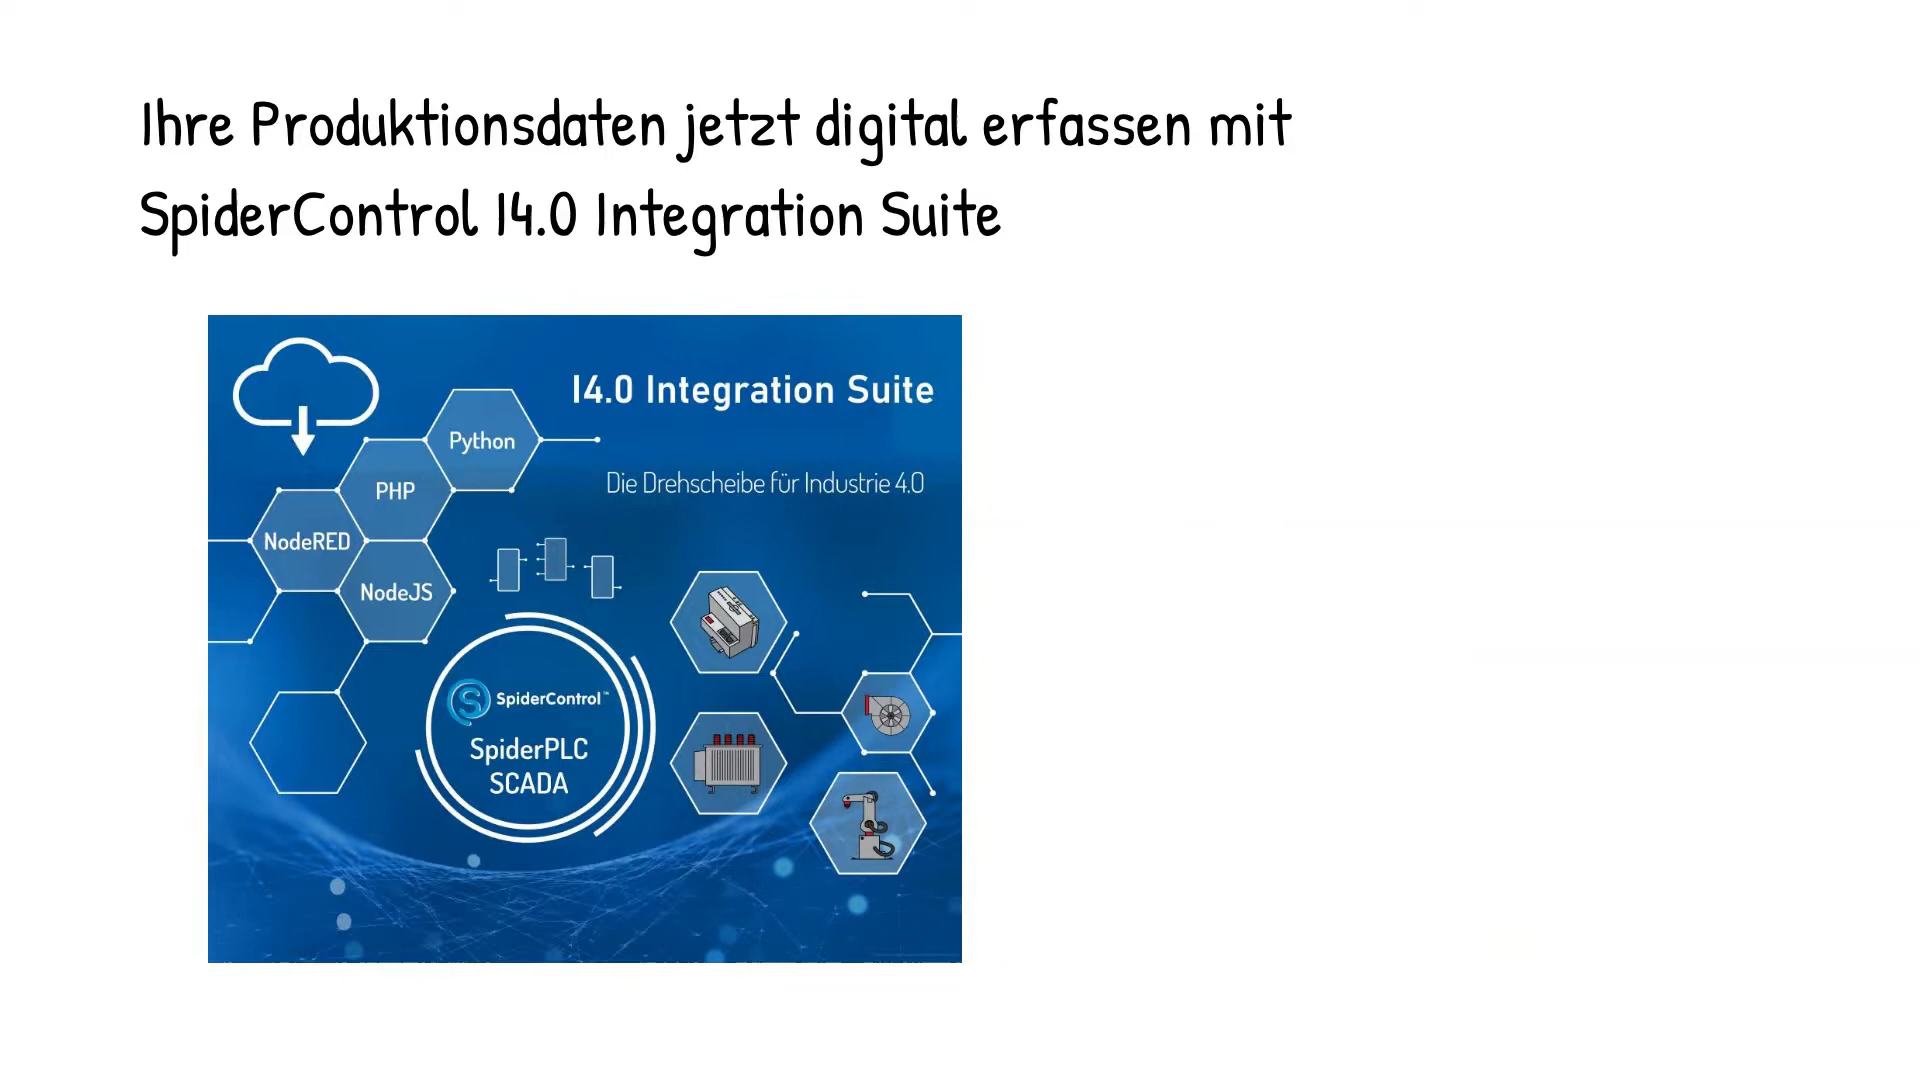 Ihre Produktionsdaten jetzt digital erfassen mit
SpiderControl I4.0 Integration Suite
I4.0 Integration Suite
Die Drehscheibe für Industrie 4.0
Python
PHP
NodeRED
NodeJS
SpiderControl™
SpiderPLC
SCADA